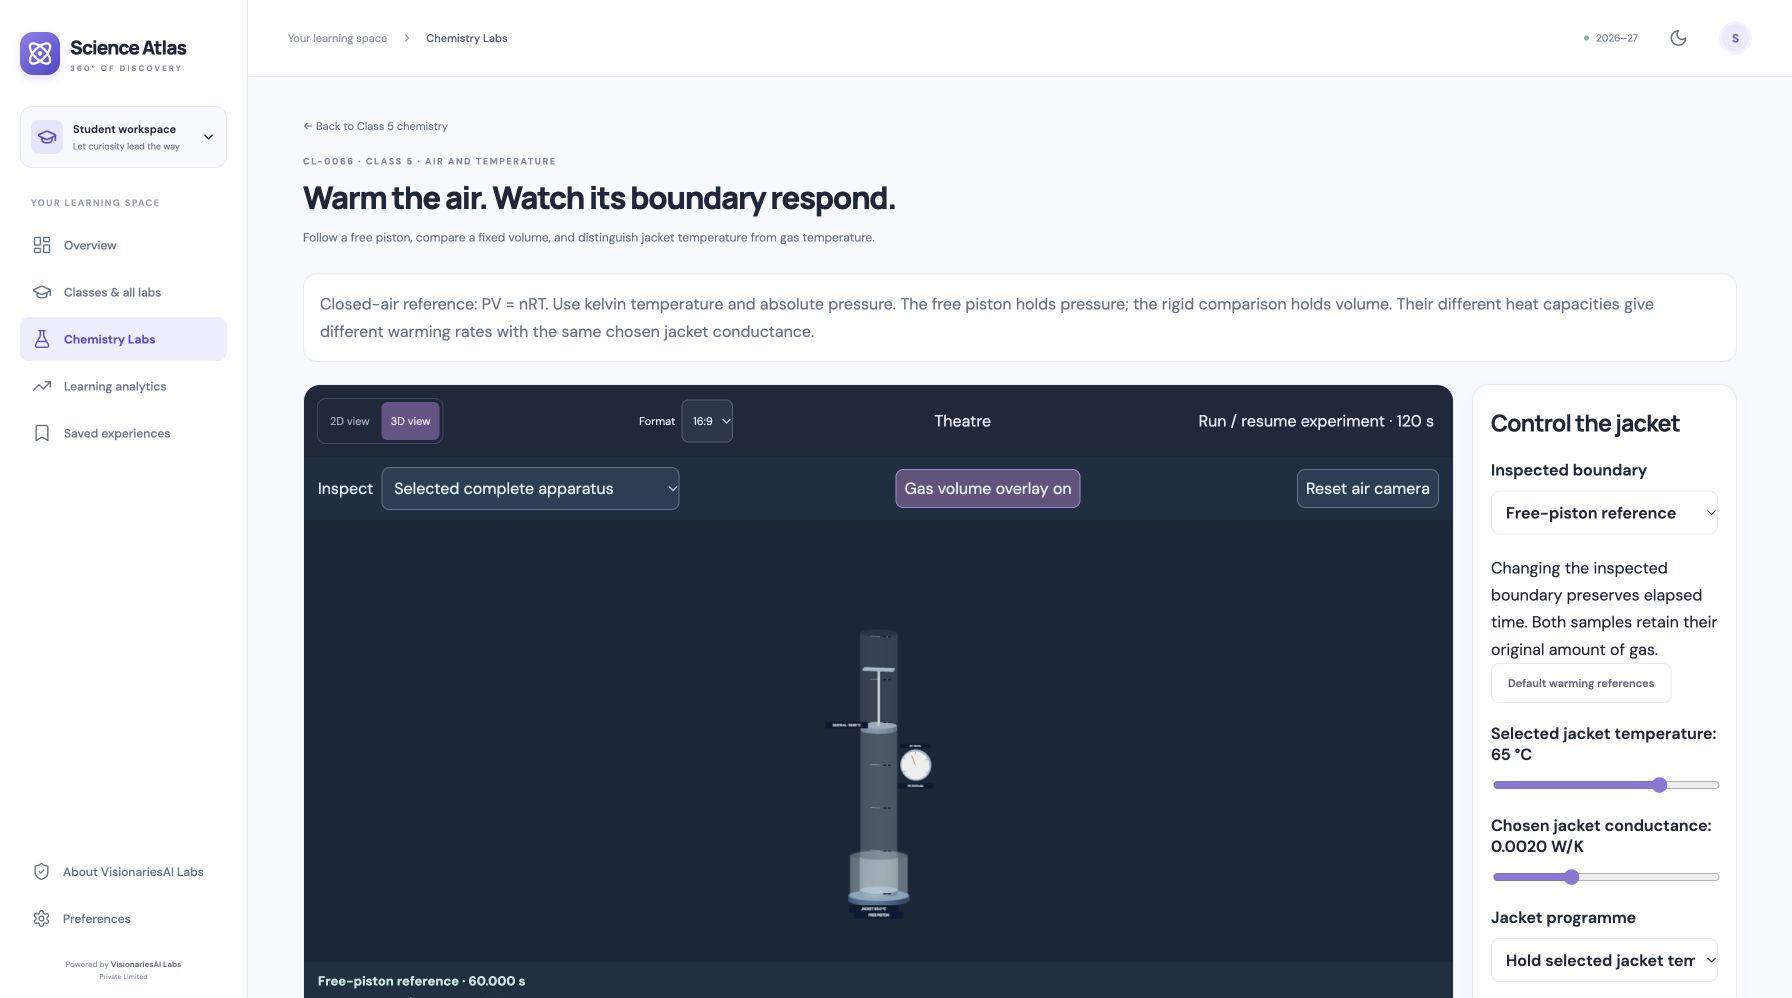 Science Atlas
360° OF DISCOVERY
Student workspace
Let curiosity lead the way
YOUR LEARNING SPACE
Overview
Classes & all labs
Chemistry Labs
Learning analytics
Saved experiences
About VisionariesAI Labs
Preferences
Powered by VisionariesAI Labs
Private Limited
Your learning space > Chemistry Labs
2026–27
S
← Back to Class 5 chemistry
CL-0066 · CLASS 5 · AIR AND TEMPERATURE
Warm the air. Watch its boundary respond.
Follow a free piston, compare a fixed volume, and distinguish jacket temperature from gas temperature.
Closed-air reference: PV = nRT. Use kelvin temperature and absolute pressure. The free piston holds pressure; the rigid comparison holds volume. Their different heat capacities give
different warming rates with the same chosen jacket conductance.
2D view
3D view
Format
16:9
Theatre
Run / resume experiment · 120 s
Inspect
Selected complete apparatus
Gas volume overlay on
Reset air camera
FREE PISTON
Free-piston reference · 60.000 s
Control the jacket
Inspected boundary
Free-piston reference
Changing the inspected
boundary preserves elapsed
time. Both samples retain their
original amount of gas.
Default warming references
Selected jacket temperature:
65 °C
Chosen jacket conductance:
0.0020 W/K
Jacket programme
Hold selected jacket tem